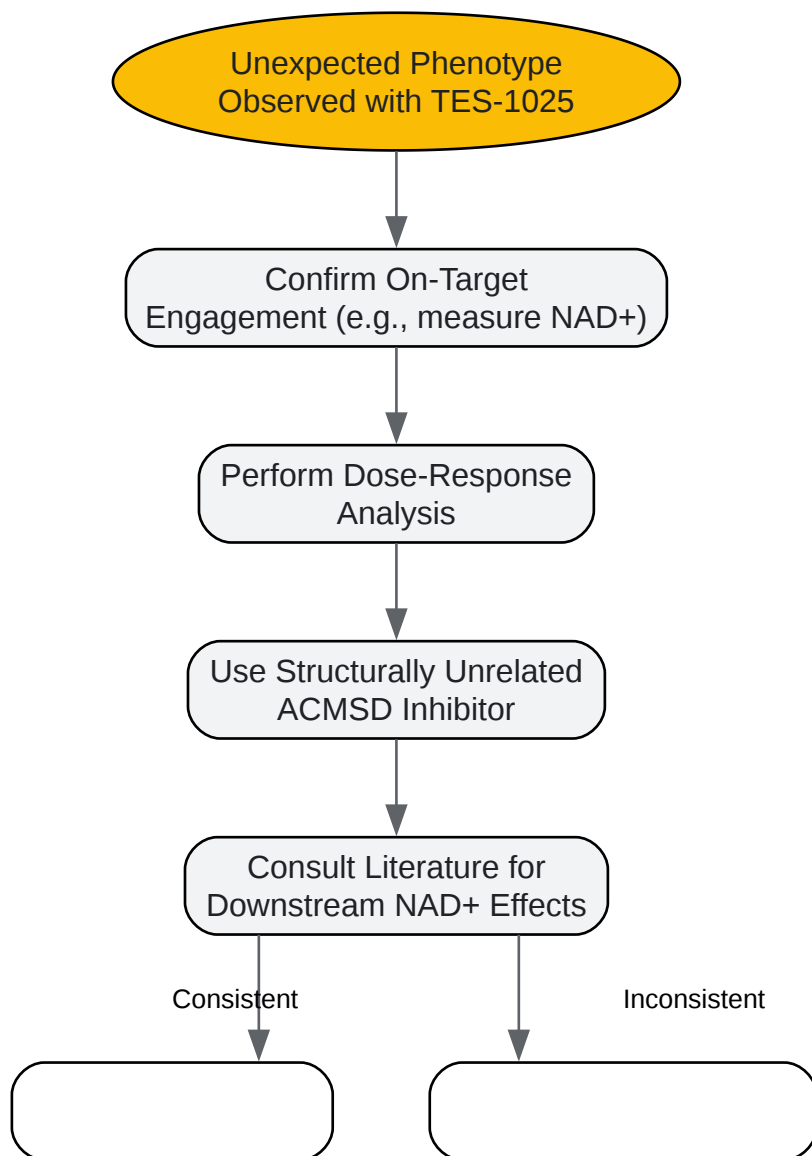 Unexpected Phenotype
Observed with TES-1025
Confirm On-Target
Engagement (e.g., measure NAD+)
Perform Dose-Response
Analysis
Use Structurally Unrelated
ACMSD Inhibitor
Consult Literature for
Downstream NAD+ Effects
Consistent
Inconsistent